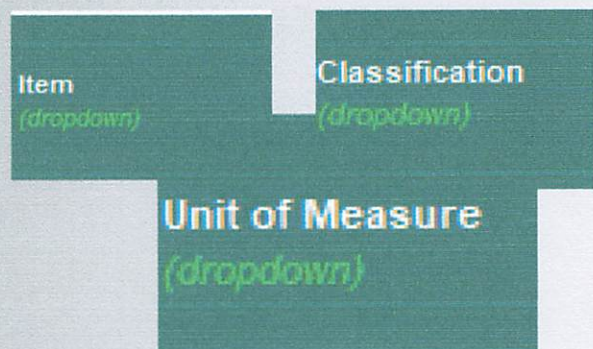 Item
(dropdown)
Classification
(dropdown)
Unit of Measure
(dropdown)